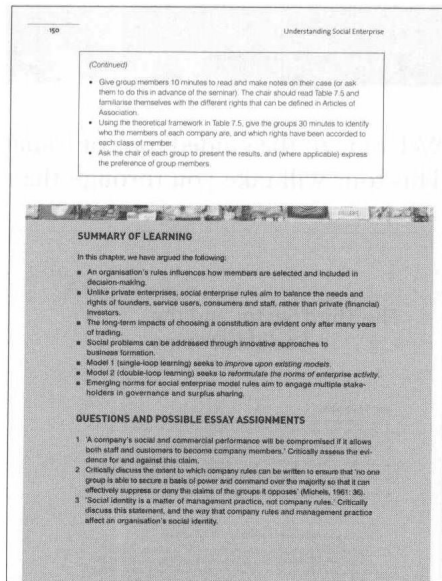 150
Understanding Social Enterprise
(Continued)
• Give group members 10 minutes to read and make notes on their case (or ask
them to do this in advance of the seminar). The chair should read Table 7.5 and
familiarise themselves with the different rights that can be defined in Articles of
Association.
• Using the theoretical framework in Table 7.5, give the groups 30 minutes to identify
who the members of each company are, and which rights have been accorded to
each class of member.
• Ask the chair of each group to present the results, and (where applicable) express
the preference of group members.
SUMMARY OF LEARNING
In this chapter, we have argued the following:
■ An organisation's rules influences how members are selected and included in
decision-making.
■ Unlike private enterprises, social enterprise rules aim to balance the needs and
rights of founders, service users, consumers and staff, rather than private (financial)
investors.
■ The long-term impacts of choosing a constitution are evident only after many years
of trading.
■ Social problems can be addressed through innovative approaches to
business formation.
■ Model 1 (single-loop learning) seeks to improve upon existing models.
■ Model 2 (double-loop learning) seeks to reformulate the norms of enterprise activity.
■ Emerging norms for social enterprise model rules aim to engage multiple stake-
holders in governance and surplus sharing.
QUESTIONS AND POSSIBLE ESSAY ASSIGNMENTS
1 'A company's social and commercial performance will be compromised if it allows
both staff and customers to become company members.' Critically assess the evi-
dence for and against this claim.
2 Critically discuss the extent to which company rules can be written to ensure that 'no one
group is able to secure a basis of power and command over the majority so that it can
effectively suppress or deny the claims of the groups it opposes' (Michels, 1961: 36).
3 'Social identity is a matter of management practice, not company rules.' Critically
discuss this statement, and the way that company rules and management practice
affect an organisation's social identity.